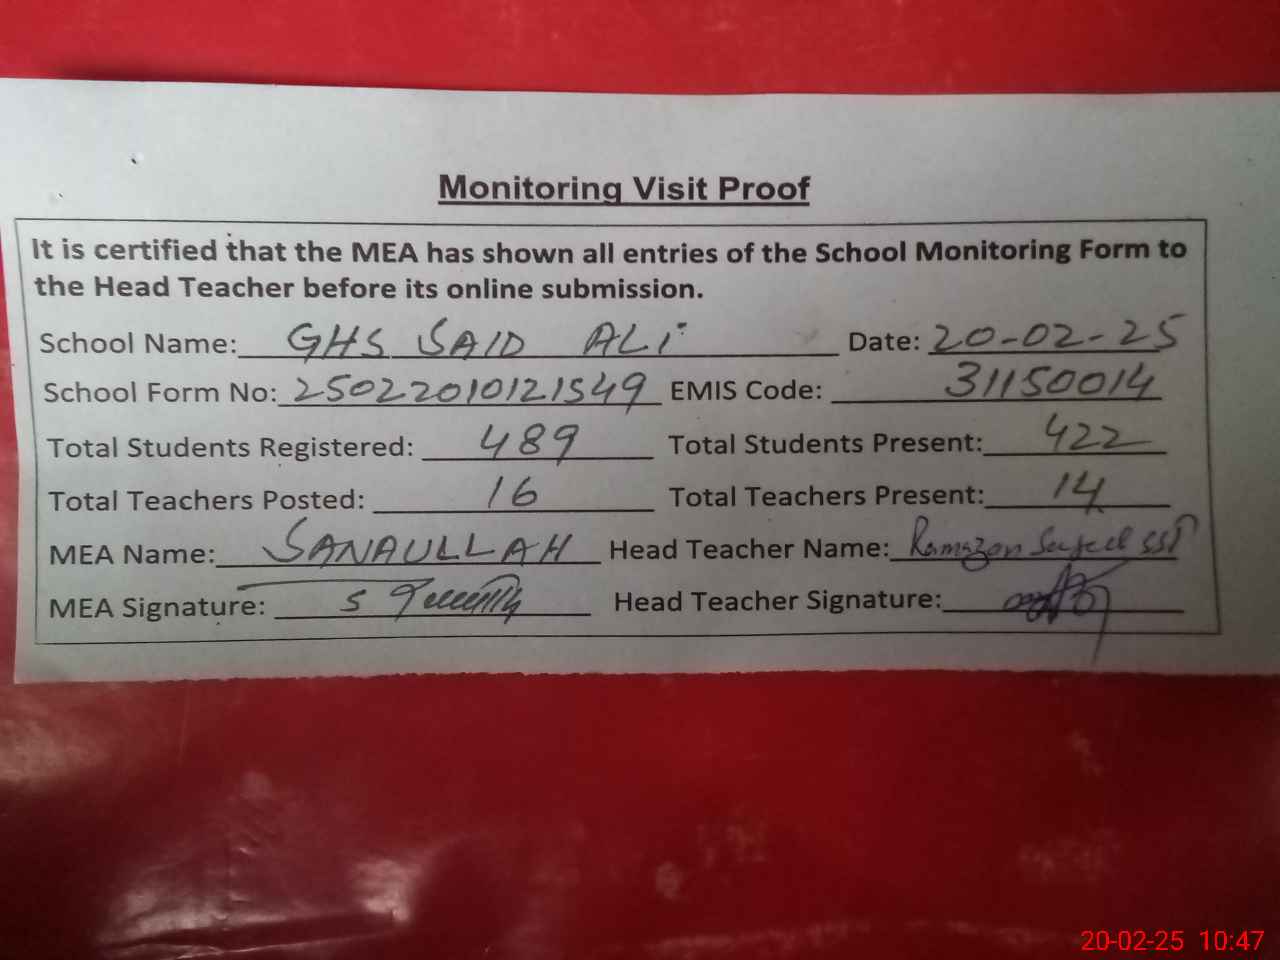 Monitoring Visit Proof
It is certified that the MEA has shown all entries of the School Monitoring Form to
the Head Teacher before its online submission.
School Name: GHS SAID ALI Date: 20-02-25
School Form No: 25022010121549 EMIS Code: 31150014
Total Students Registered: 489 Total Students Present: 422
Total Teachers Posted: 16 Total Teachers Present: 14
MEA Name: SANAULLAH Head Teacher Name: Ramazan SST
MEA Signature: Head Teacher Signature:
20-02-25 10:47